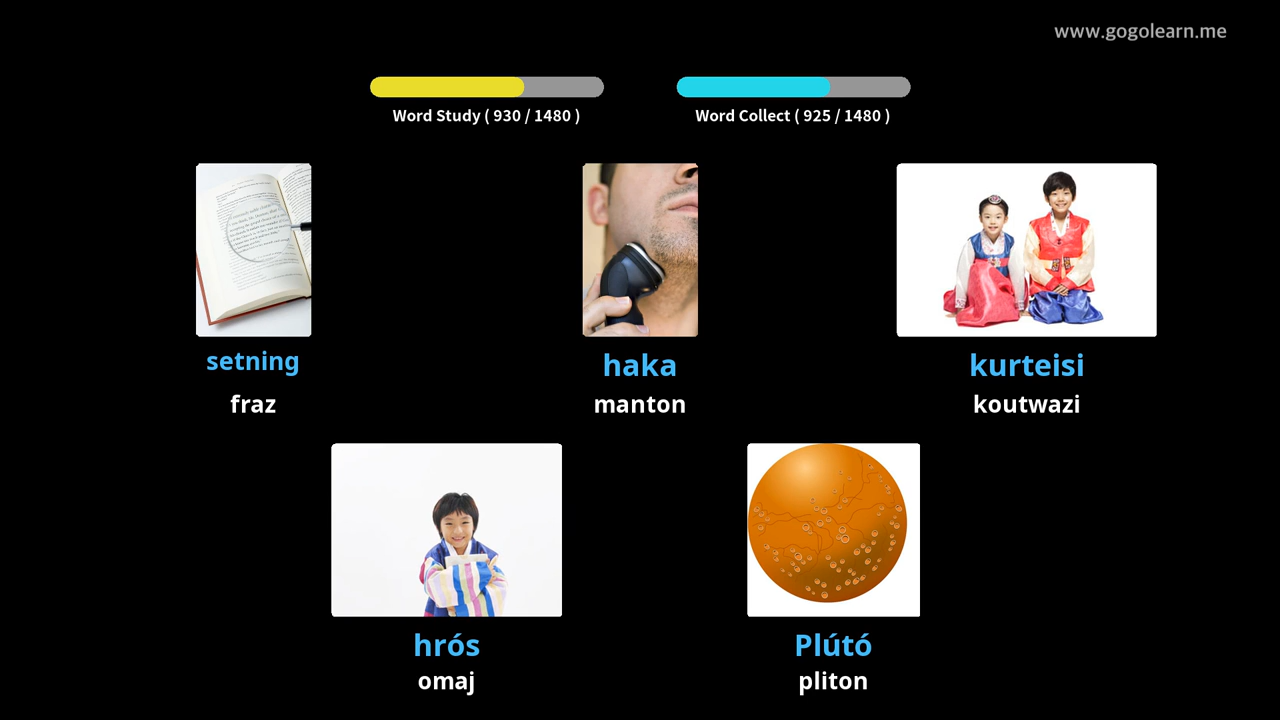 www.gogolearn.me
Word Study ( 930 / 1480 )
Word Collect ( 925 / 1480 )
setning
fraz
haka
manton
kurteisi
koutwazi
hrós
omaj
Plútó
pliton